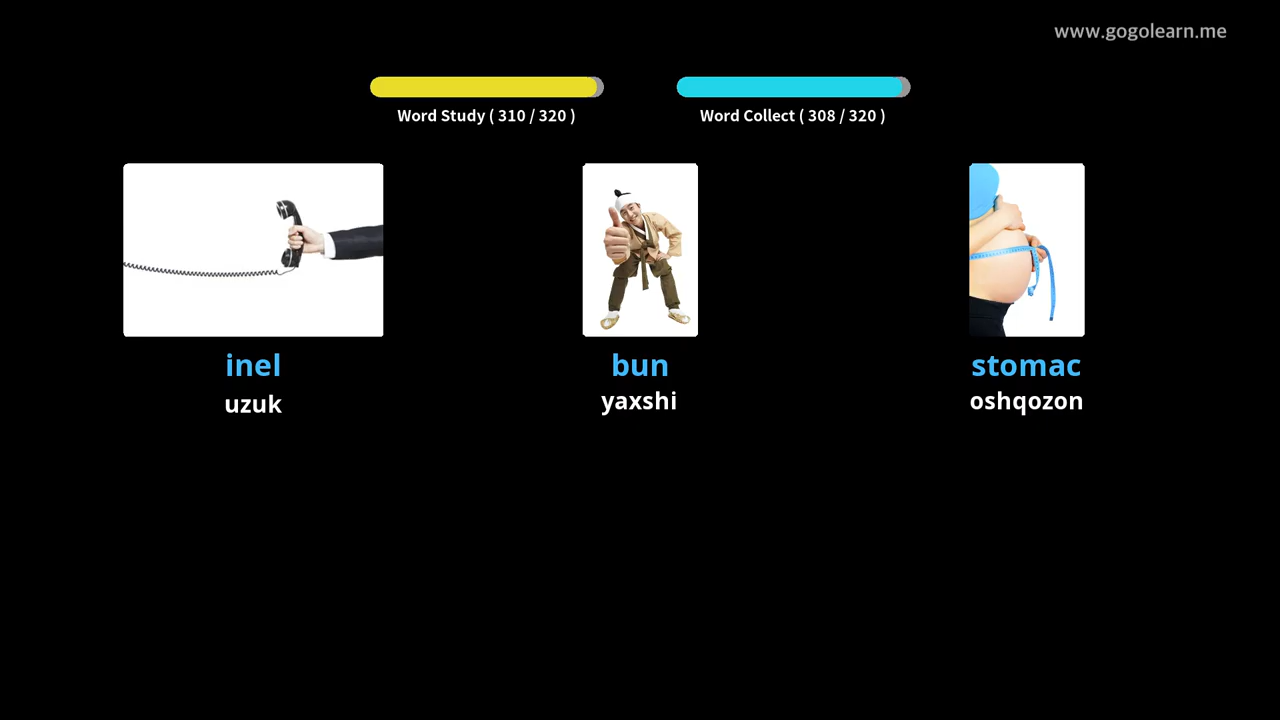 www.gogolearn.me
Word Study ( 310 / 320 )
Word Collect ( 308 / 320 )
inel
uzuk
bun
yaxshi
stomac
oshqozon